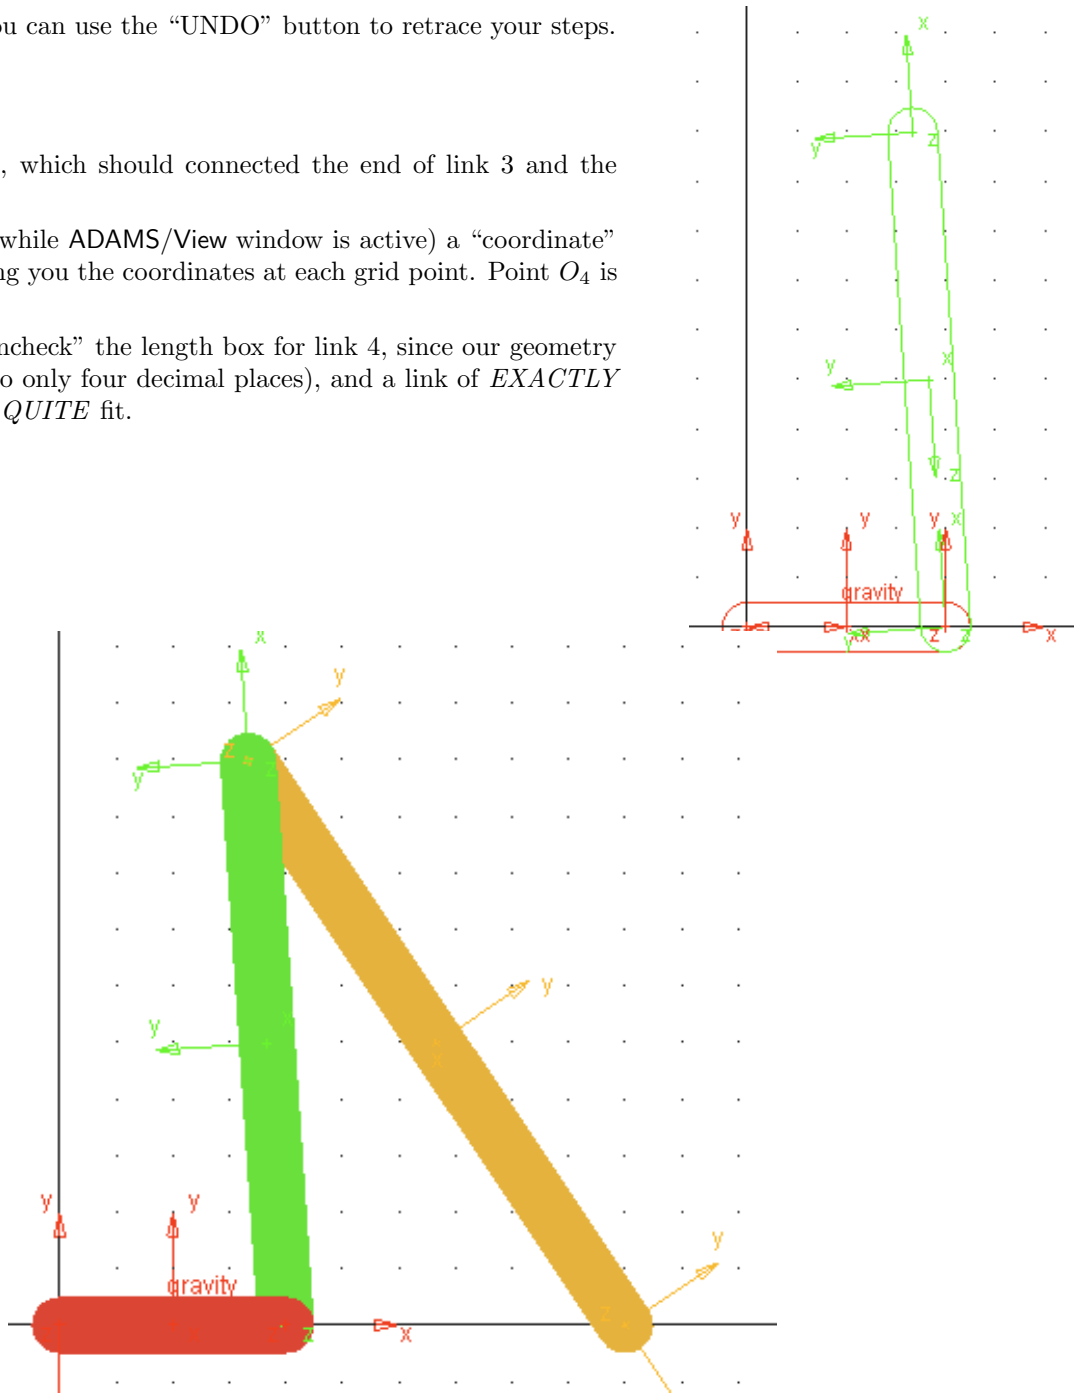 ou can use the “UNDO” button to retrace your steps.
, which should connected the end of link 3 and the
while ADAMS/View window is active) a “coordinate”
ng you the coordinates at each grid point. Point O4 is
ncheck” the length box for link 4, since our geometry
o only four decimal places), and a link of EXACTLY
QUITE fit.
x
y
z
y
x
z
y
y
y
x
gravity
xx
y
z
z
x
x
y
z
z
y
y
y
y
y
y
gravity
z
z
x